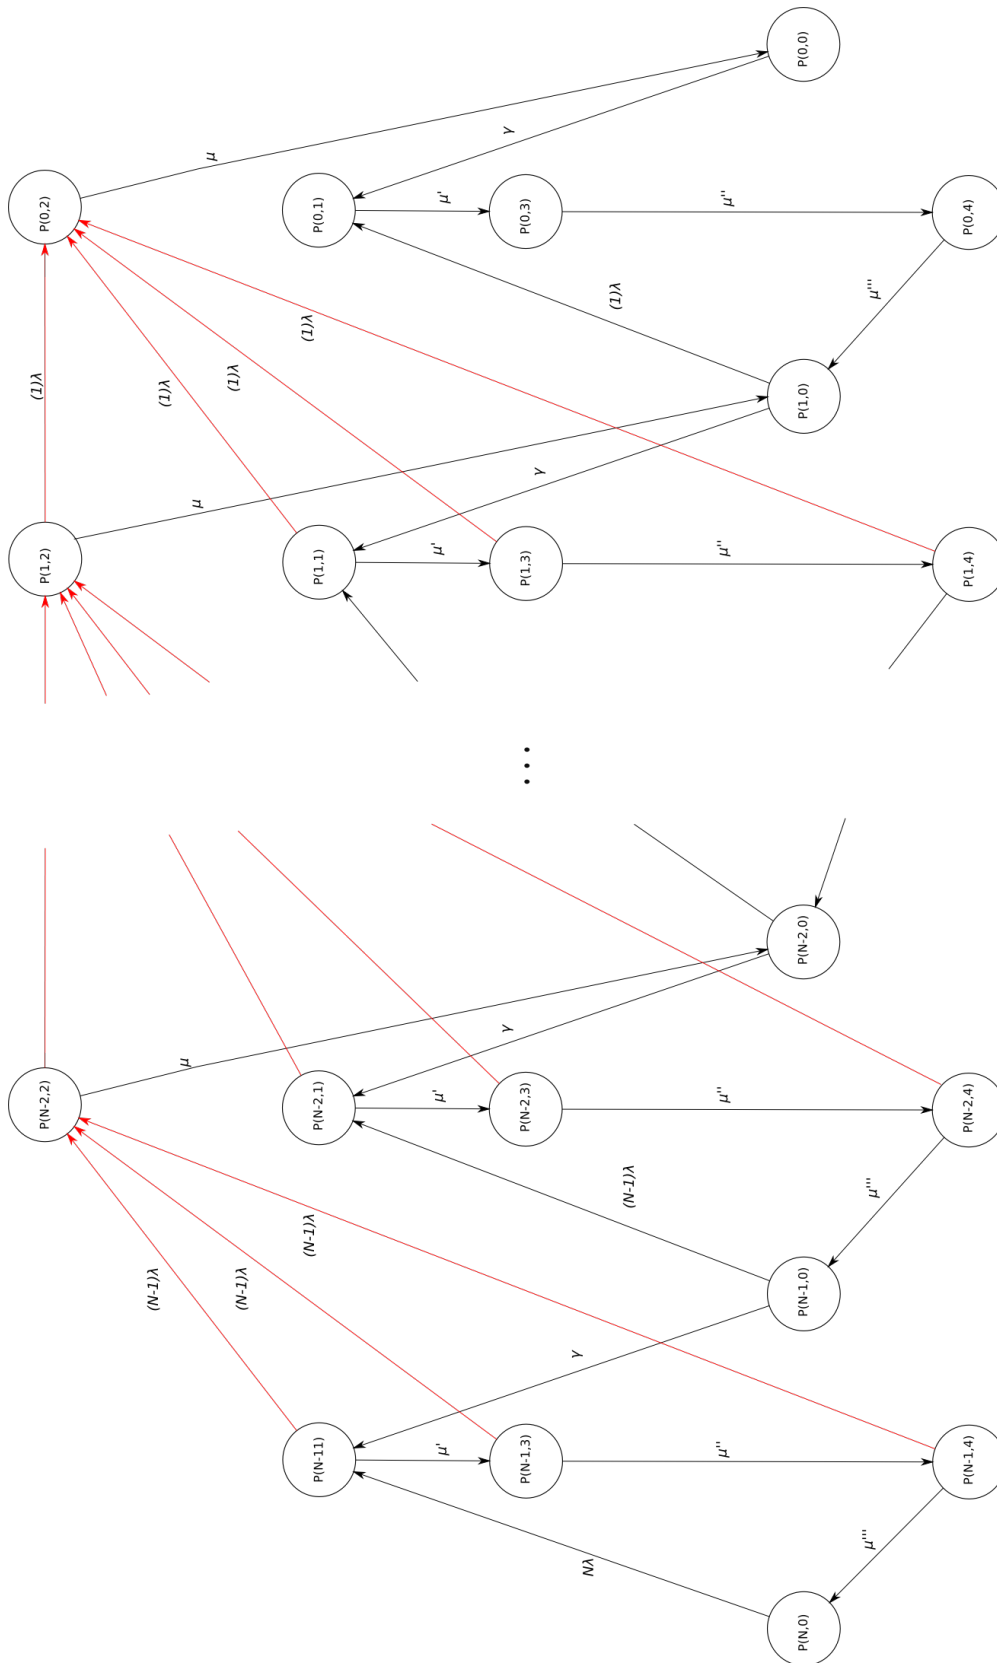 P(0,0)
μ
γ
P(0,2)
P(0,1)
μ'
P(0,3)
μ''
P(0,4)
(1)λ
(1)λ
(1)λ
(1)λ
(1)λ
μ'''
P(1,0)
μ
γ
P(1,2)
P(1,1)
μ'
P(1,3)
μ''
P(1,4)
...
P(N-2,0)
μ
γ
P(N-2,2)
P(N-2,1)
μ'
P(N-2,3)
μ''
P(N-2,4)
(N-1)λ
(N-1)λ
(N-1)λ
(N-1)λ
μ'''
P(N-1,0)
γ
P(N-11)
μ'
P(N-1,3)
μ''
P(N-1,4)
Nλ
μ'''
P(N,0)